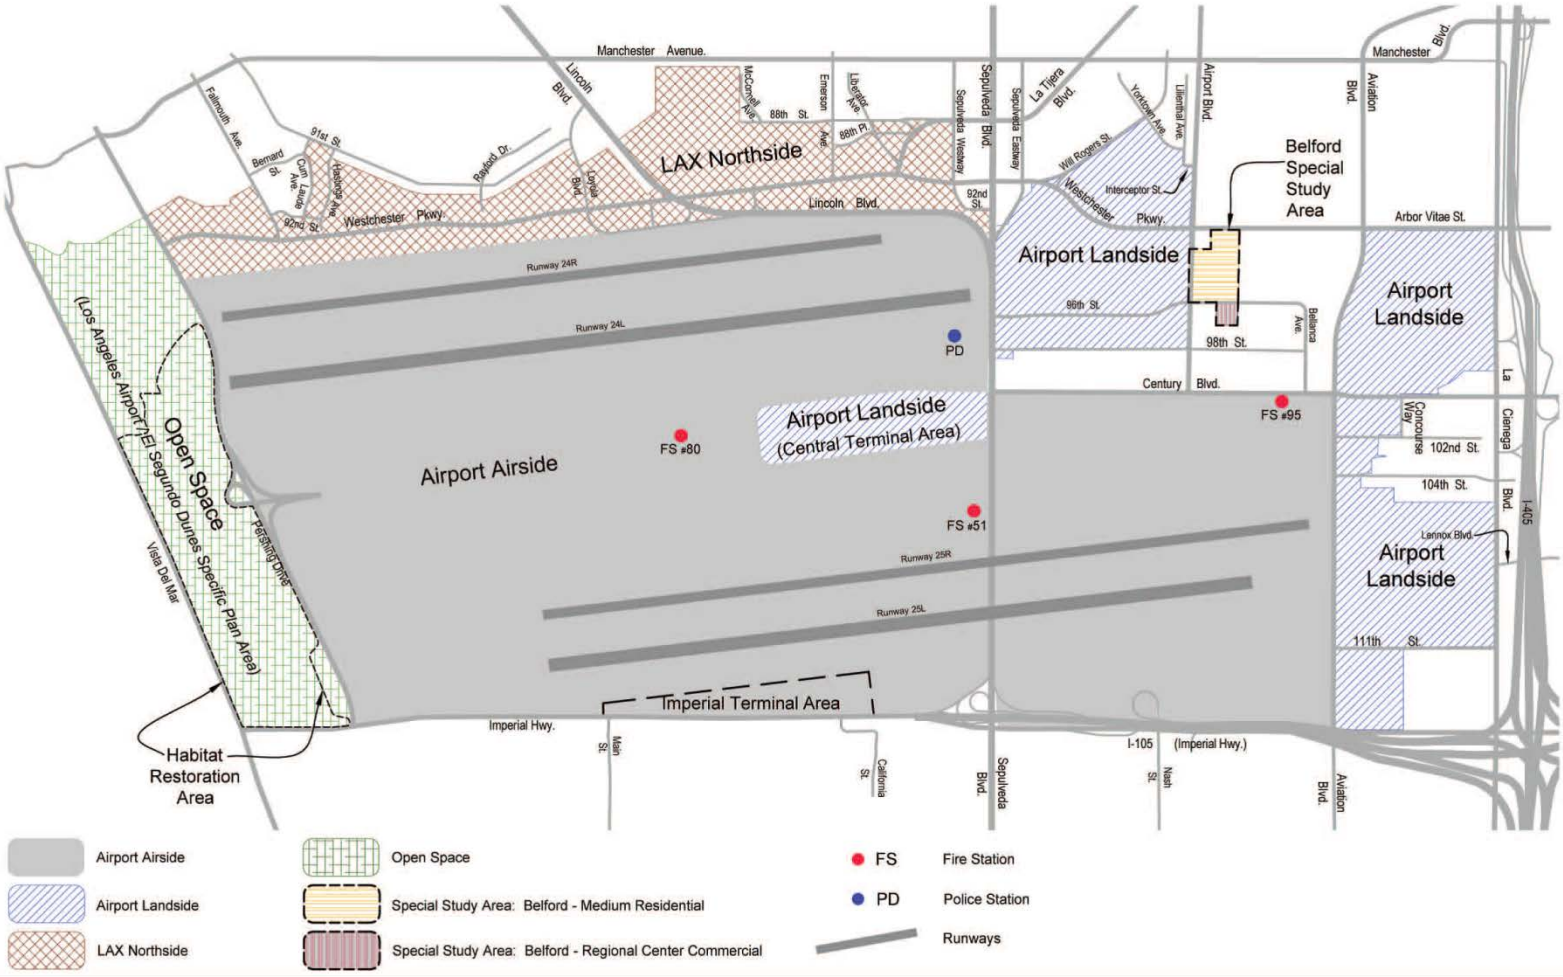 Manchester Avenue.
Manchester Blvd.
Lincoln Blvd.
Falmouth Ave.
91st St.
Bernard St.
Cum Laude Ave.
Hastings Ave.
92nd St.
Rayford Dr.
Loyola Blvd.
Westchester Pkwy.
McConnell Ave.
88th St.
Emerson Ave.
Liberator Ave.
88th Pl.
LAX Northside
Lincoln Blvd.
Sepulveda Westway
Sepulveda Blvd.
Sepulveda Eastway
La Tijera Blvd.
92nd St.
Yorktown Ave.
Lilienthal Ave.
Airport Blvd.
Will Rogers St.
Interceptor St.
Westchester Pkwy.
Aviation Blvd.
Belford
Special
Study
Area
Arbor Vitae St.
Airport Landside
96th St.
98th St.
Bellanca Ave.
Century Blvd.
Airport
Landside
Runway 24R
Runway 24L
PD
FS #80
Airport Landside
(Central Terminal Area)
FS #95
Airport Airside
FS #51
Runway 25R
Runway 25L
Open Space
(Los Angeles Airport / El Segundo Dunes Specific Plan Area)
Pershing Drive
Vista Del Mar
Concourse Way
102nd St.
104th St.
La Cienega Blvd.
I-405
Lennox Blvd.
Airport
Landside
111th St.
Imperial Terminal Area
Imperial Hwy.
Main St.
California St.
Sepulveda Blvd.
I-105 (Imperial Hwy.)
Nash St.
Aviation Blvd.
Habitat
Restoration
Area
Airport Airside
Airport Landside
LAX Northside
Open Space
Special Study Area: Belford - Medium Residential
Special Study Area: Belford - Regional Center Commercial
FS Fire Station
PD Police Station
Runways